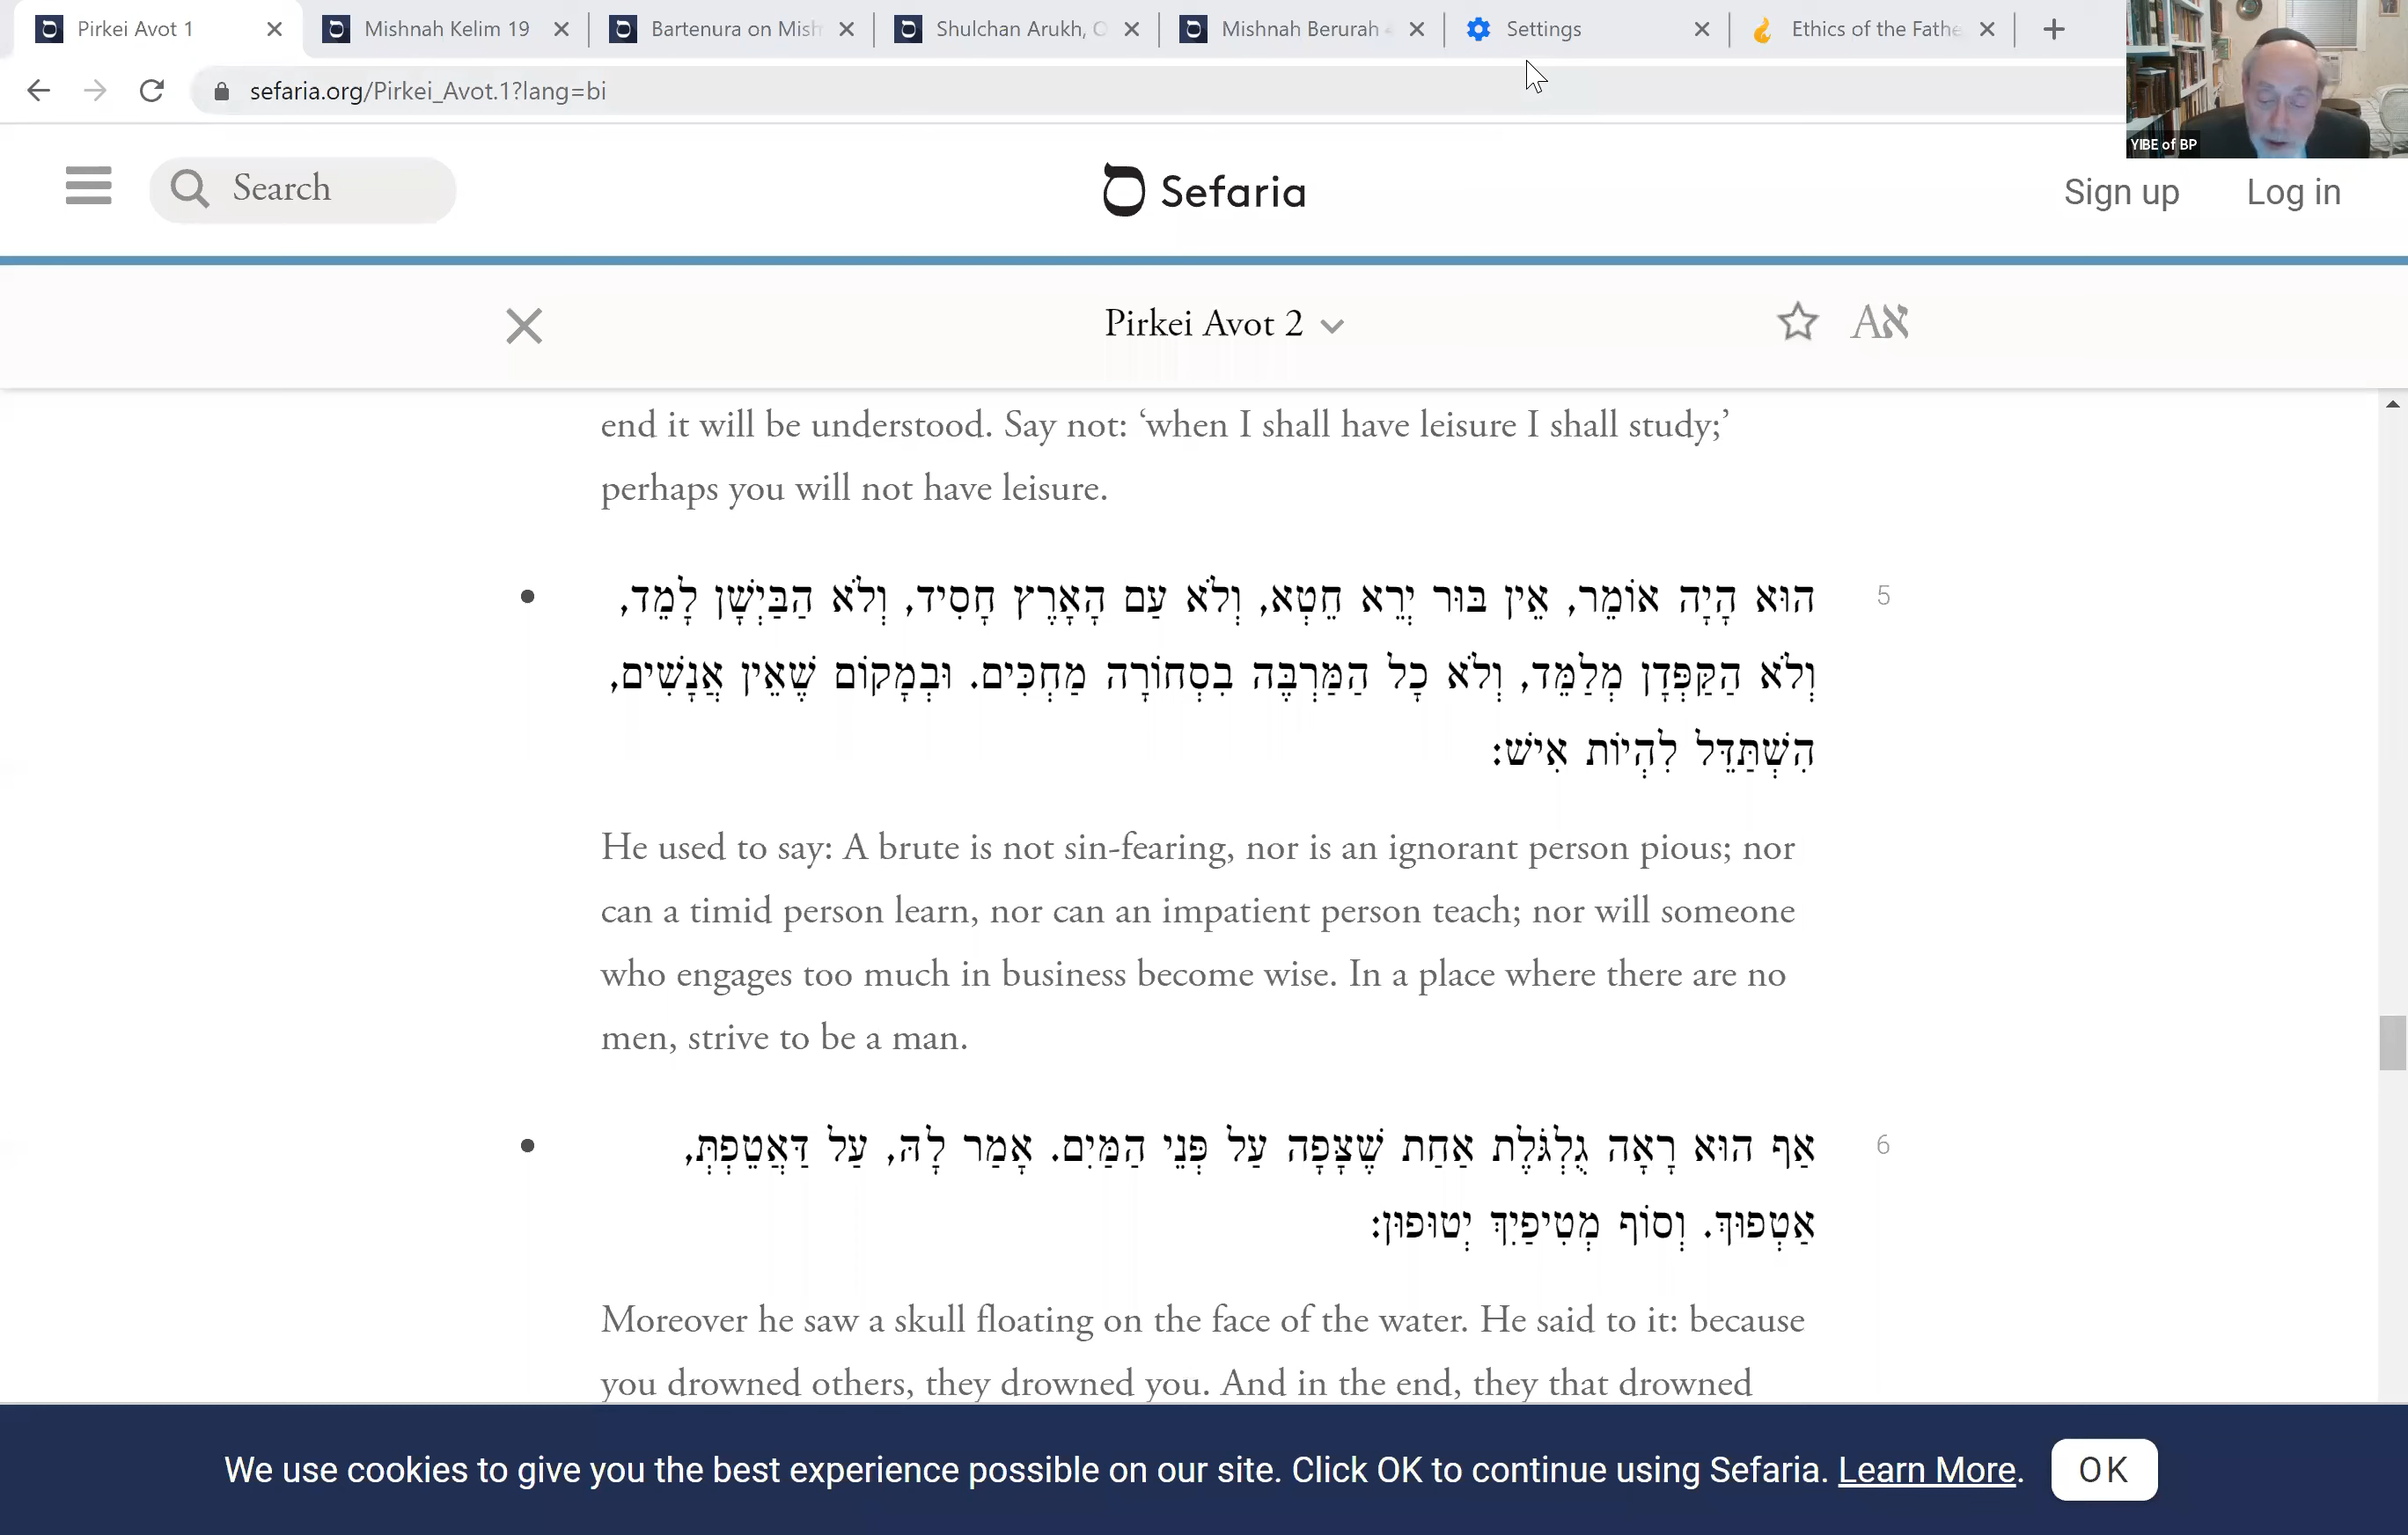 Pirkei Avot 1
Mishnah Kelim 19
Bartenura on Mish
Shulchan Arukh, O
Mishnah Berurah
Settings
Ethics of the Fathe
sefaria.org/Pirkei_Avot.1?lang=bi
YIBE of BP
Search
Sefaria
Sign up
Log in
Pirkei Avot 2
Aא
end it will be understood. Say not: ‘when I shall have leisure I shall study;’
perhaps you will not have leisure.
5
הוּא הָיָה אוֹמֵר, אֵין בּוּר יְרֵא חֵטְא, וְלֹא עַם הָאָרֶץ חָסִיד, וְלֹא הַבַּיְשָׁן לָמֵד,
וְלֹא הַקַּפְּדָן מְלַמֵּד, וְלֹא כָל הַמַּרְבֶּה בִסְחוֹרָה מַחְכִּים. וּבְמָקוֹם שֶׁאֵין אֲנָשִׁים,
הִשְׁתַּדֵּל לִהְיוֹת אִישׁ:
He used to say: A brute is not sin-fearing, nor is an ignorant person pious; nor
can a timid person learn, nor can an impatient person teach; nor will someone
who engages too much in business become wise. In a place where there are no
men, strive to be a man.
6
אַף הוּא רָאָה גֻלְגֹּלֶת אַחַת שֶׁצָּפָה עַל פְּנֵי הַמַּיִם. אָמַר לָהּ, עַל דַּאֲטֵפְתְּ,
אַטְפוּךְ. וְסוֹף מְטִיפַיִךְ יְטוּפוּן:
Moreover he saw a skull floating on the face of the water. He said to it: because
you drowned others, they drowned you. And in the end, they that drowned
We use cookies to give you the best experience possible on our site. Click OK to continue using Sefaria. Learn More.
OK